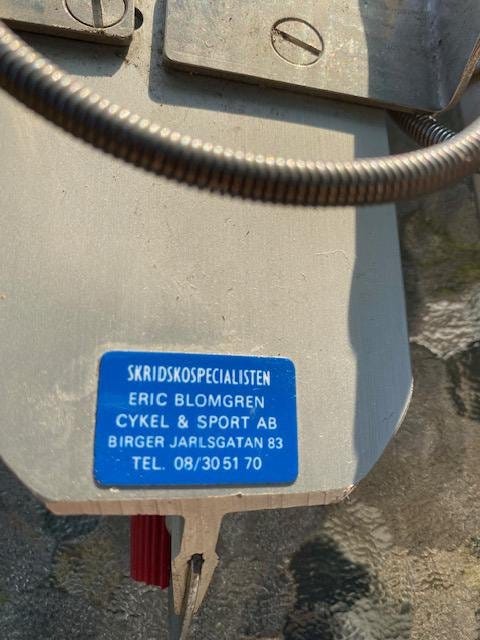 SKRIDSKOSPECIALISTEN
ERIC BLOMGREN
CYKEL & SPORT AB
BIRGER JARLSGATAN 83
TEL. 08/30 51 70